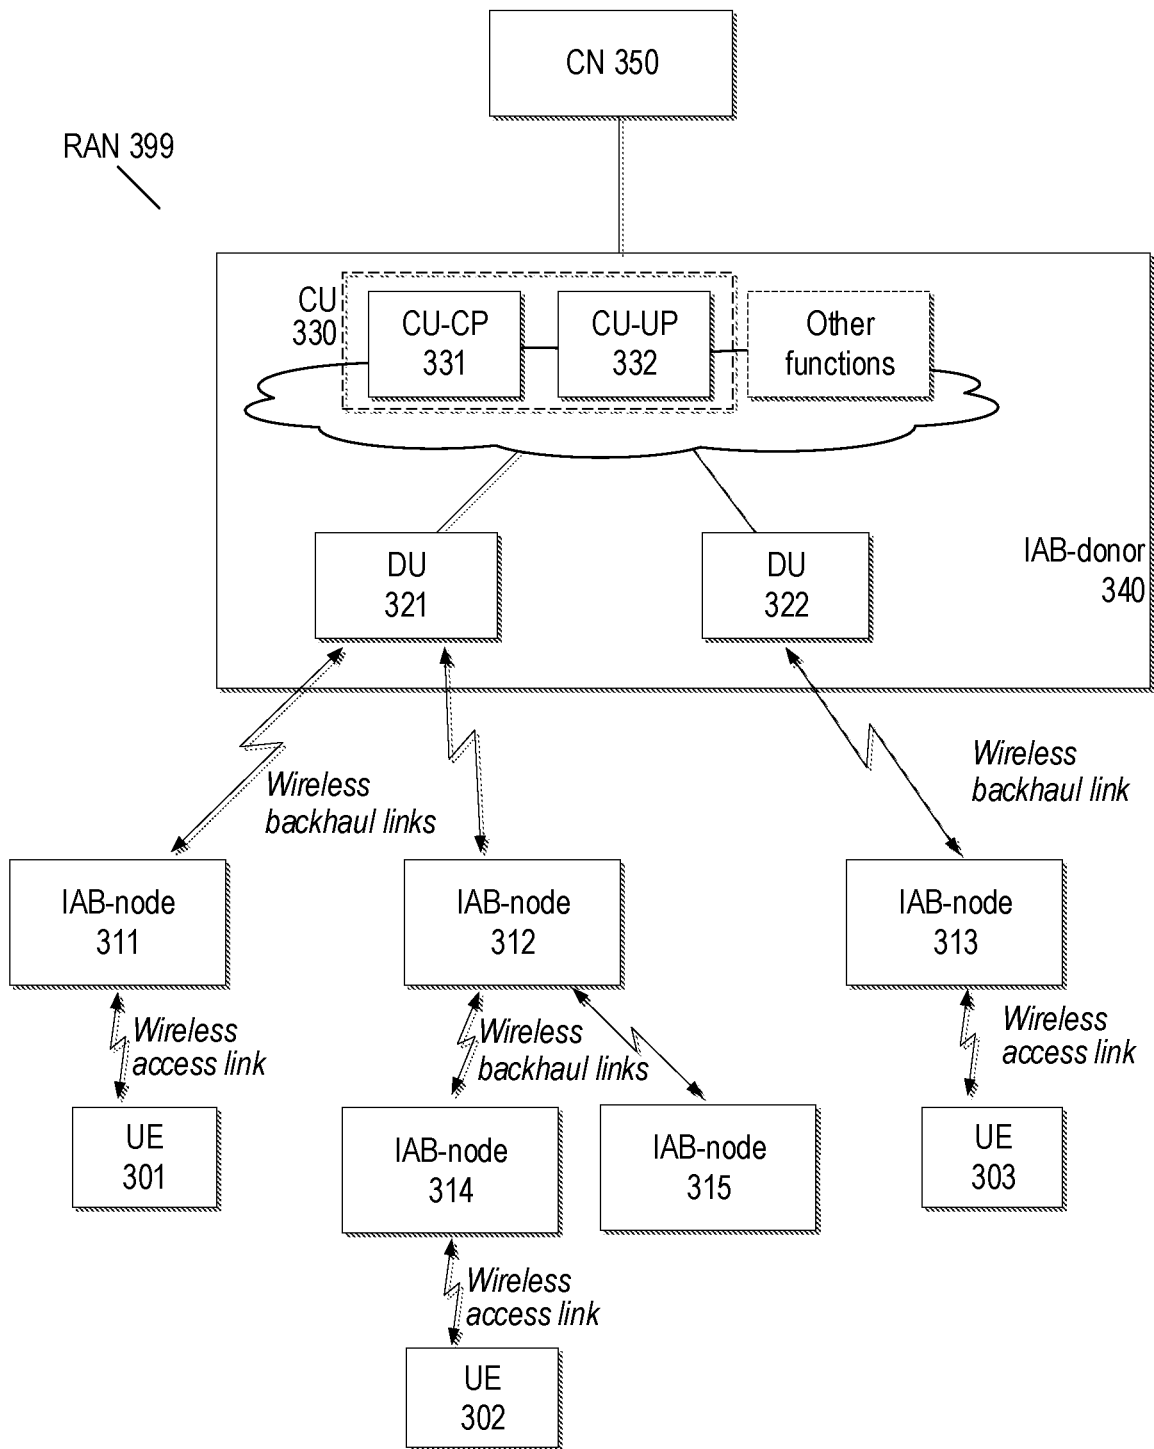 CN 350
RAN 399
CU
330
CU-CP
331
CU-UP
332
Other
functions
DU
321
DU
322
IAB-donor
340
Wireless
backhaul links
Wireless
backhaul link
IAB-node
311
IAB-node
312
IAB-node
313
Wireless
access link
Wireless
backhaul links
Wireless
access link
UE
301
IAB-node
314
IAB-node
315
UE
303
Wireless
access link
UE
302